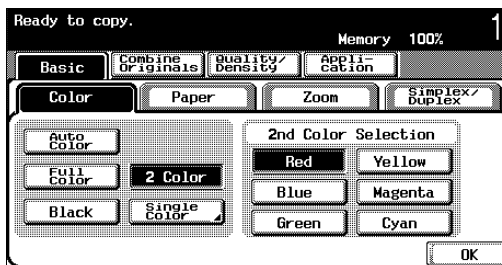 Ready to copy.
1
Memory 100%
Basic
Combine
Originals
Quality/
Density
Appli-
cation
Color
Paper
Zoom
Simplex/
Duplex
Auto
Color
Full
Color
2 Color
Black
Single
Color
2nd Color Selection
Red
Yellow
Blue
Magenta
Green
Cyan
OK